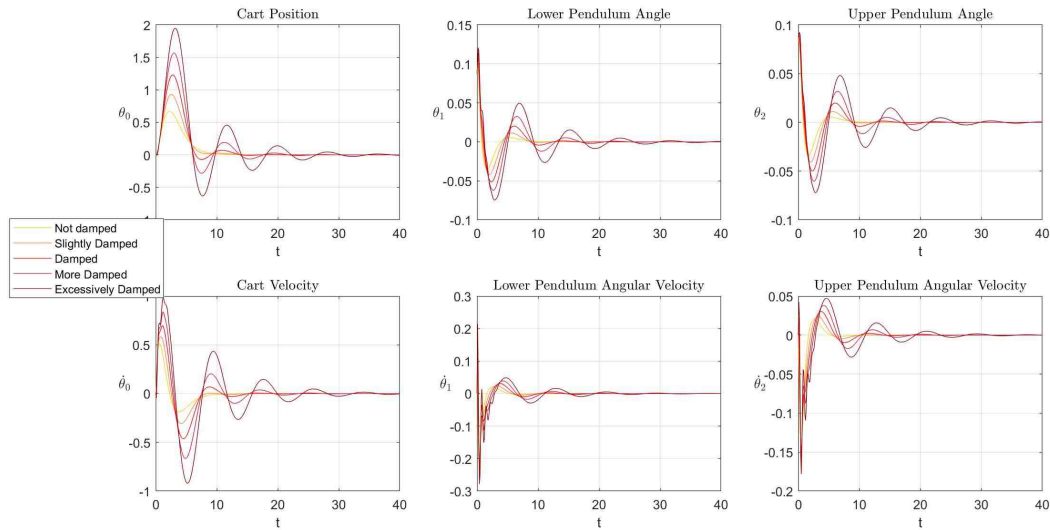 Cart Position
2
1.5
1
0.5
0
-0.5
-1
θ₀
0 10 20 30 40
t
Lower Pendulum Angle
0.15
0.1
0.05
0
-0.05
-0.1
θ₁
0 10 20 30 40
t
Upper Pendulum Angle
0.1
0.05
0
-0.05
-0.1
θ₂
0 10 20 30 40
t
Not damped
Slightly Damped
Damped
More Damped
Excessively Damped
Cart Velocity
1
0.5
0
-0.5
-1
θ̇₀
0 10 20 30 40
t
Lower Pendulum Angular Velocity
0.3
0.2
0.1
0
-0.1
-0.2
-0.3
θ̇₁
0 10 20 30 40
t
Upper Pendulum Angular Velocity
0.05
0
-0.05
-0.1
-0.15
-0.2
θ̇₂
0 10 20 30 40
t